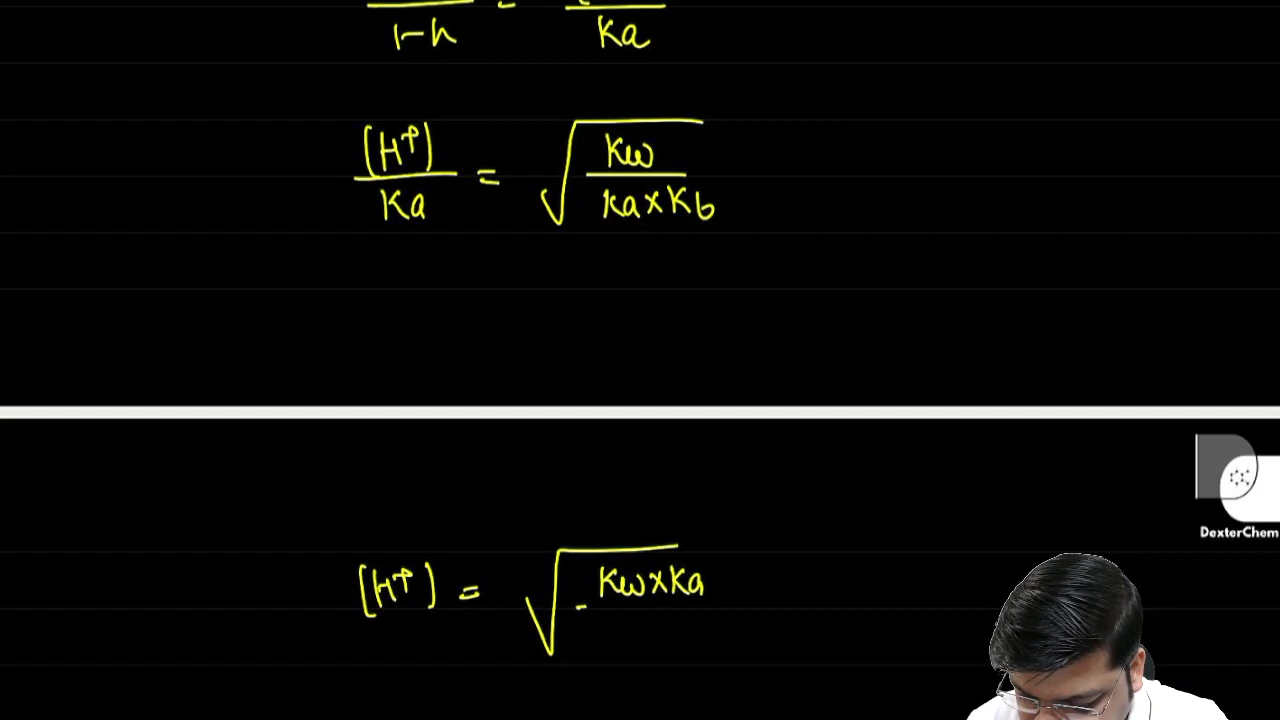 1-h = Ka
[H+]/Ka = √(Kw/Ka×Kb)
DexterChem
[H+] = √(Kw×Ka